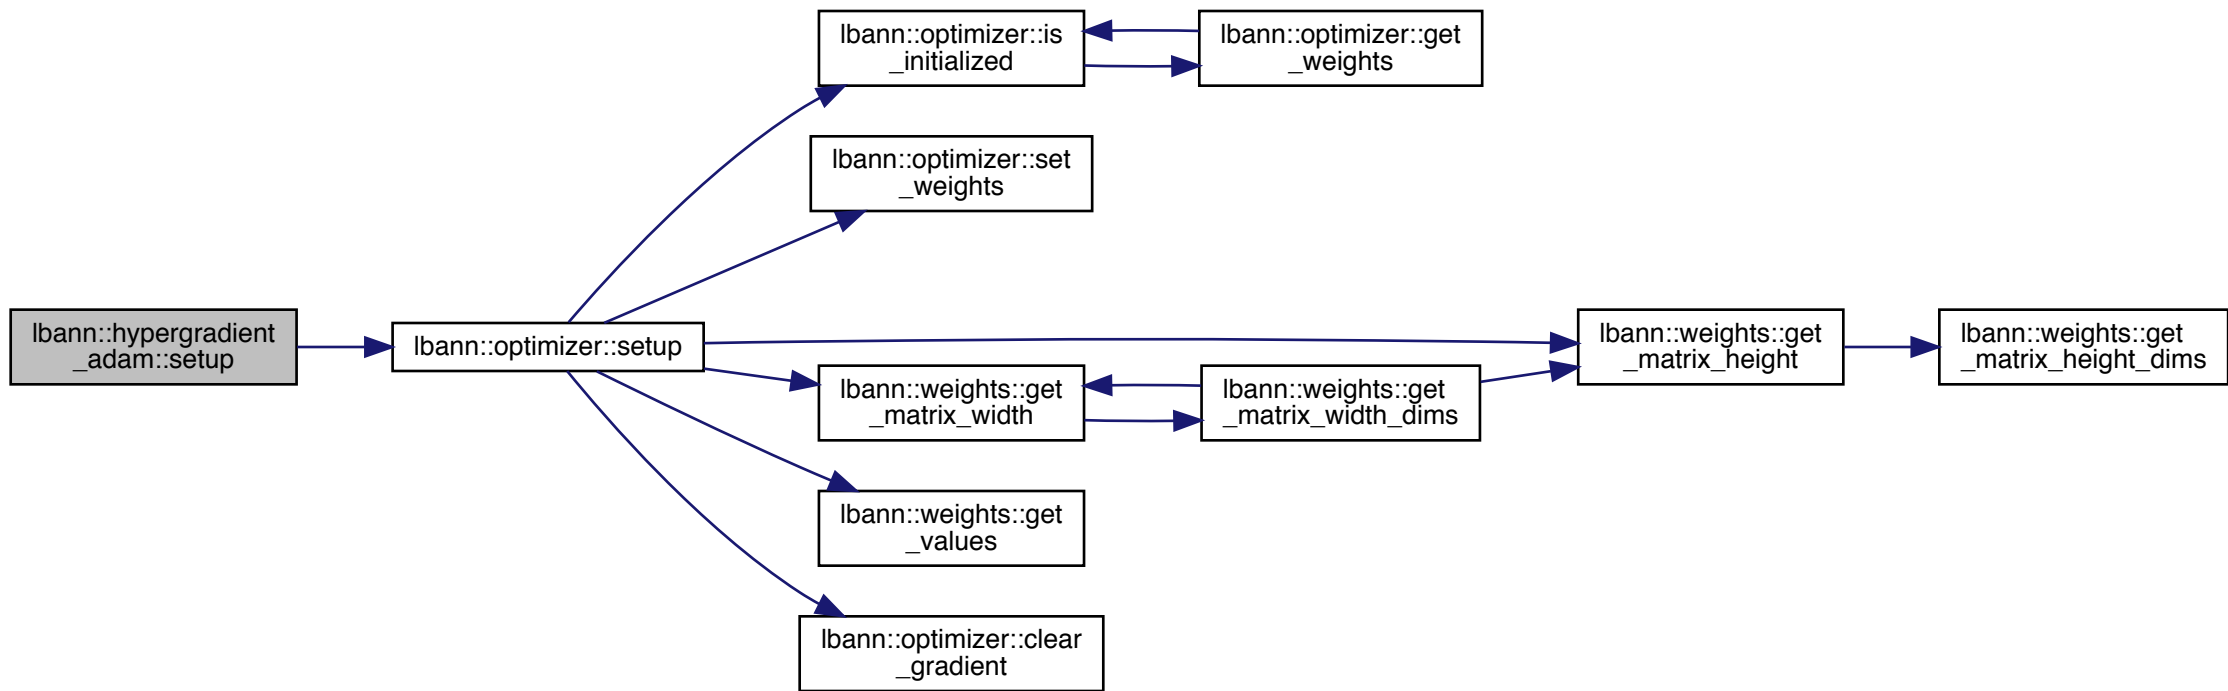 lbann::hypergradient
_adam::setup
lbann::optimizer::setup
lbann::optimizer::is
_initialized
lbann::optimizer::get
_weights
lbann::optimizer::set
_weights
lbann::weights::get
_matrix_height
lbann::weights::get
_matrix_height_dims
lbann::weights::get
_matrix_width
lbann::weights::get
_matrix_width_dims
lbann::weights::get
_values
lbann::optimizer::clear
_gradient